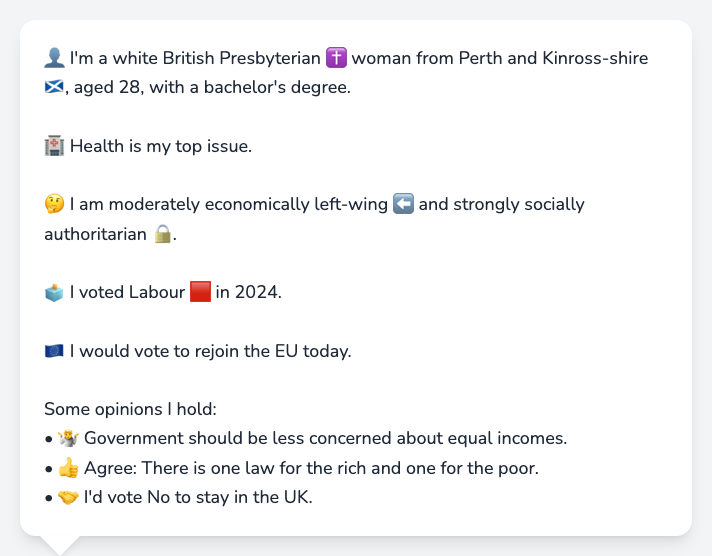 👤 I'm a white British Presbyterian ✝️ woman from Perth and Kinross-shire
🏴󠁧󠁢󠁳󠁣󠁴󠁿, aged 28, with a bachelor's degree.
🏥 Health is my top issue.
🤔 I am moderately economically left-wing ⬅️ and strongly socially
authoritarian 🔒.
🗳️ I voted Labour 🟥 in 2024.
🇪🇺 I would vote to rejoin the EU today.
Some opinions I hold:
• 🤷 Government should be less concerned about equal incomes.
• 👍 Agree: There is one law for the rich and one for the poor.
• 🤝 I'd vote No to stay in the UK.